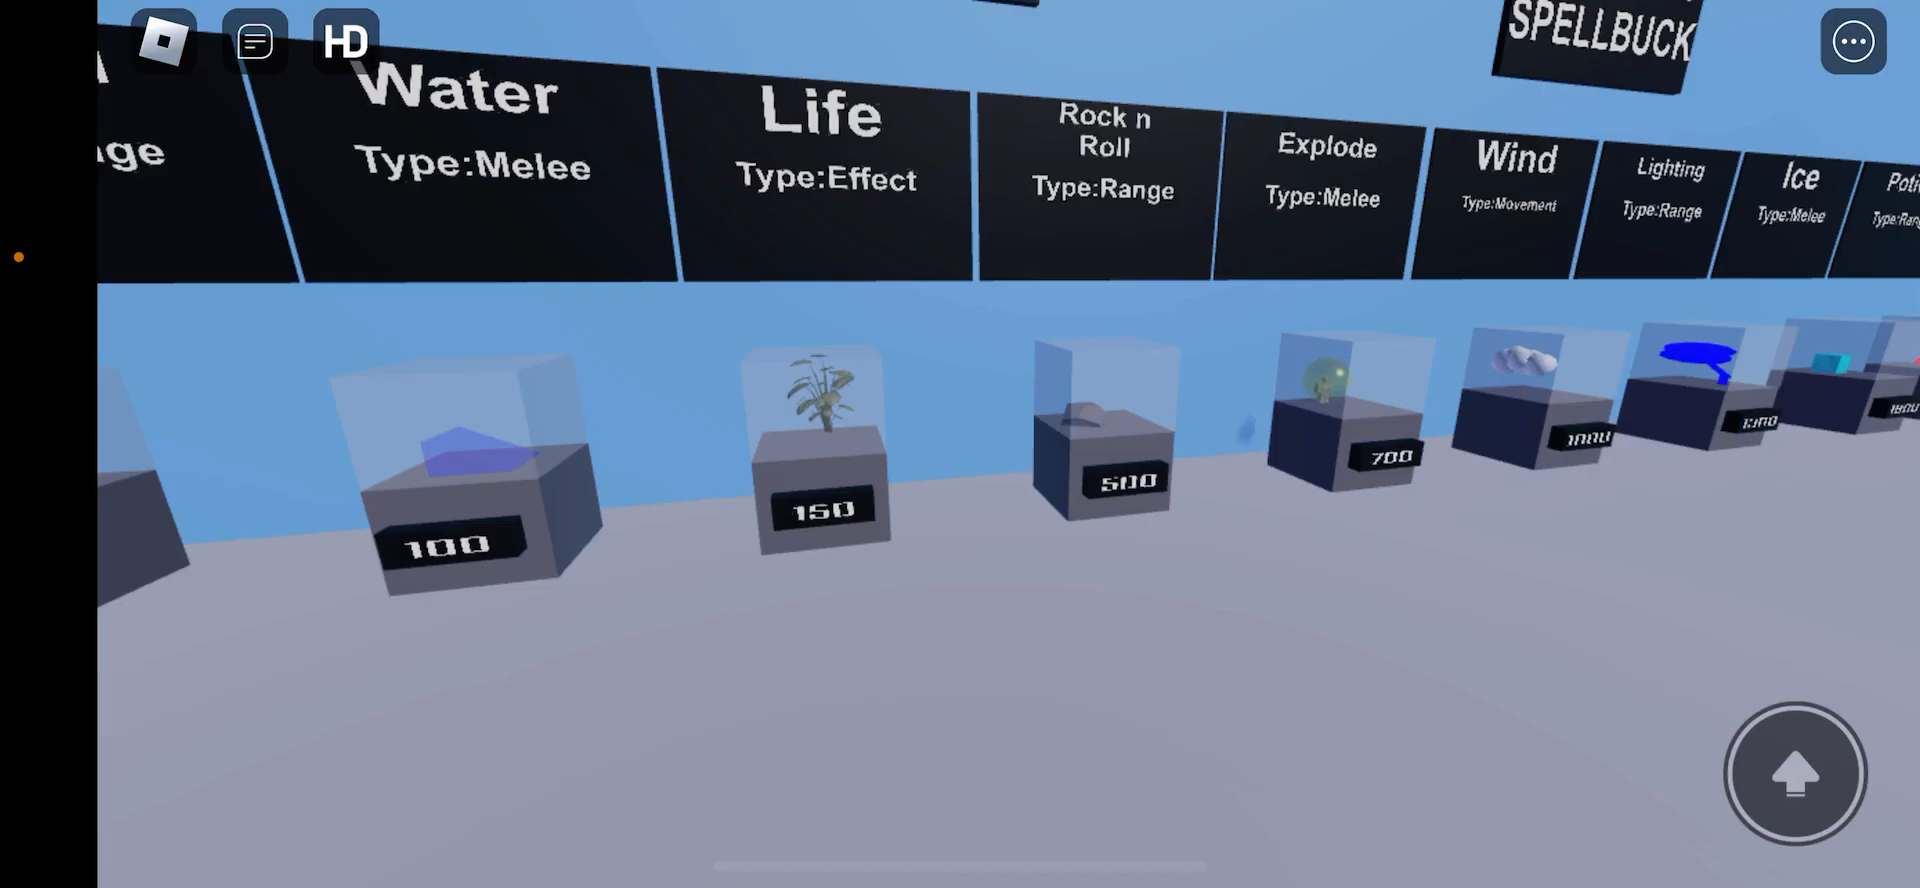 HD
SPELLBUCK
Water
Type:Melee
Life
Type:Effect
Rock n
Roll
Type:Range
Explode
Type:Melee
Wind
Type:Movement
Lighting
Type:Range
Ice
Type:Melee
100
150
500
700
1000